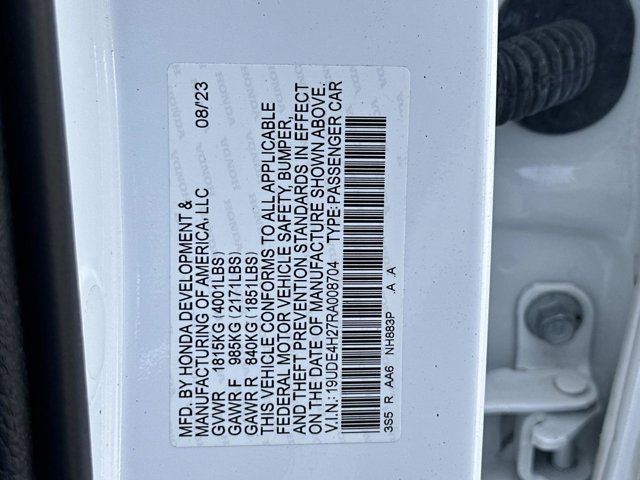 MFD. BY HONDA DEVELOPMENT &
MANUFACTURING OF AMERICA, LLC 08/'23
GVWR 1815KG (4001LBS)
GAWR F 985KG (2171LBS)
GAWR R 840KG (1851LBS)
THIS VEHICLE CONFORMS TO ALL APPLICABLE
FEDERAL MOTOR VEHICLE SAFETY, BUMPER,
AND THEFT PREVENTION STANDARDS IN EFFECT
ON THE DATE OF MANUFACTURE SHOWN ABOVE.
V.I.N.: 19UDE4H27RA008704 TYPE: PASSENGER CAR
3S5 R AA6 NH883P .A .A